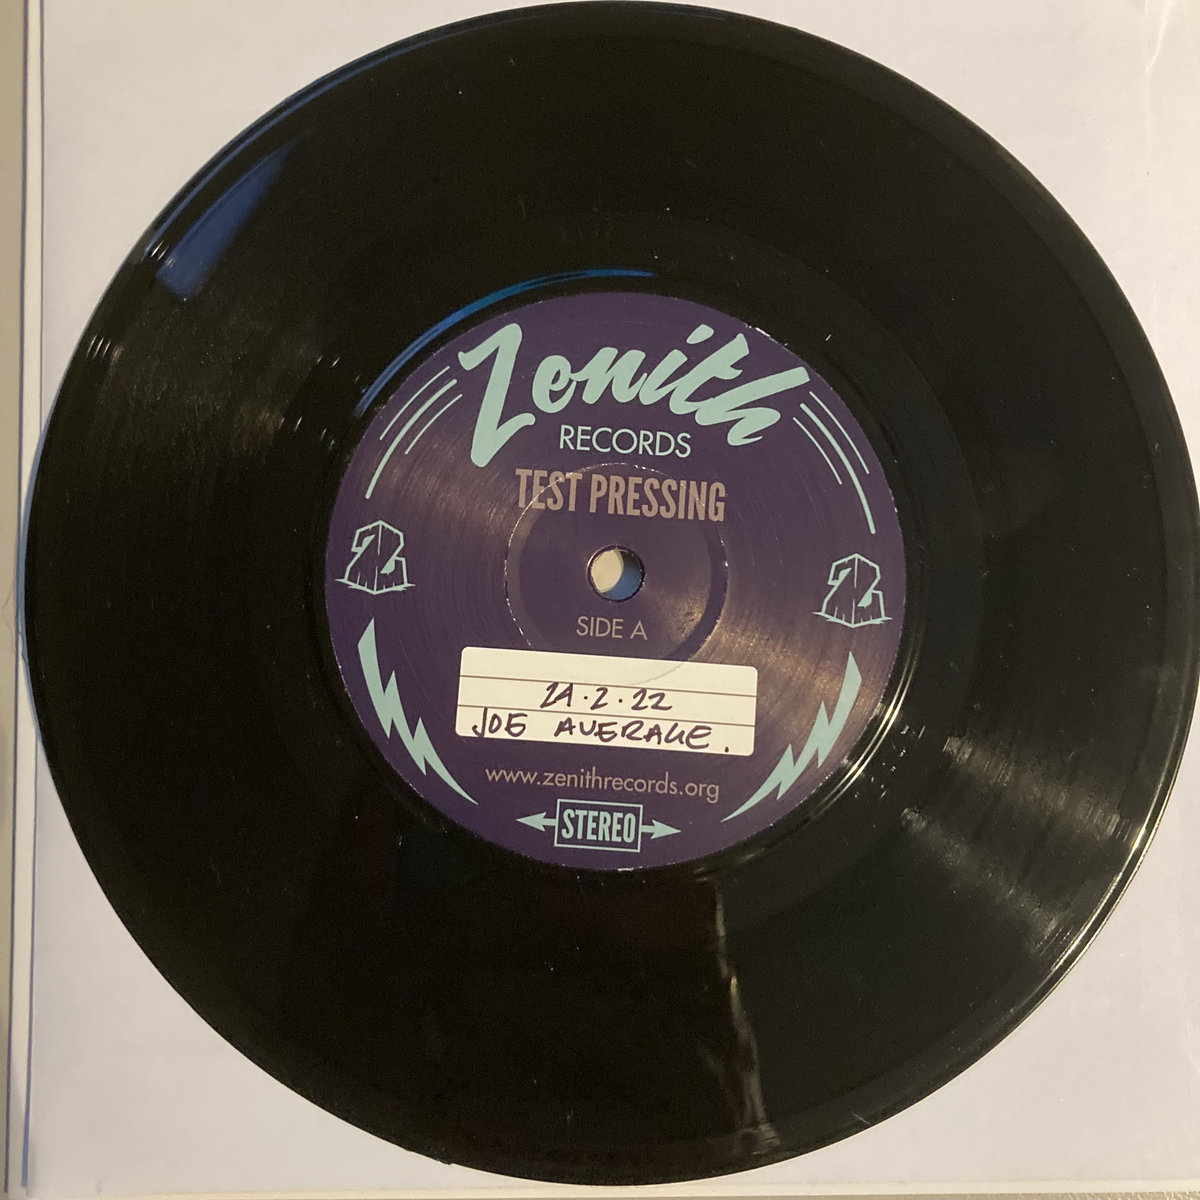 Zenith
RECORDS
TEST PRESSING
Z
Z
SIDE A
24.2.22
JOE AVERAGE.
www.zenithrecords.org
STEREO